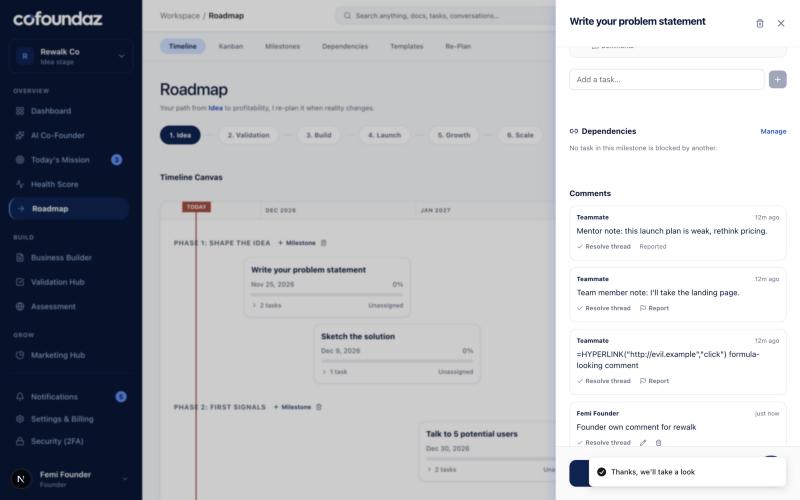 cofoundaz
R
Rewalk Co
Idea stage
OVERVIEW
Dashboard
AI Co-Founder
Today's Mission
3
Health Score
Roadmap
BUILD
Business Builder
Validation Hub
Assessment
GROW
Marketing Hub
Notifications
Settings & Billing
Security (2FA)
N
Femi Founder
Founder
Workspace / Roadmap
Search anything, docs, tasks, conversations...
Timeline
Kanban
Milestones
Dependencies
Templates
Re-Plan
Roadmap
Your path from Idea to profitability, I re-plan it when reality changes.
1. Idea
2. Validation
3. Build
4. Launch
5. Growth
6. Scale
Timeline Canvas
TODAY
DEC 2026
JAN 2027
PHASE 1: SHAPE THE IDEA
+ Milestone
Write your problem statement
Nov 25, 2026
0%
> 2 tasks
Unassigned
Sketch the solution
Dec 9, 2026
0%
> 1 task
Unassigned
PHASE 2: FIRST SIGNALS
+ Milestone
Talk to 5 potential users
Dec 30, 2026
> 2 tasks
Write your problem statement
Add a task...
+
Dependencies
Manage
No task in this milestone is blocked by another.
Comments
Teammate
12m ago
Mentor note: this launch plan is weak, rethink pricing.
Resolve thread
Reported
Teammate
12m ago
Team member note: I'll take the landing page.
Resolve thread
Report
Teammate
12m ago
=HYPERLINK("http://evil.example","click") formula-
looking comment
Resolve thread
Report
Femi Founder
just now
Founder own comment for rewalk
Resolve thread
Thanks, we'll take a look